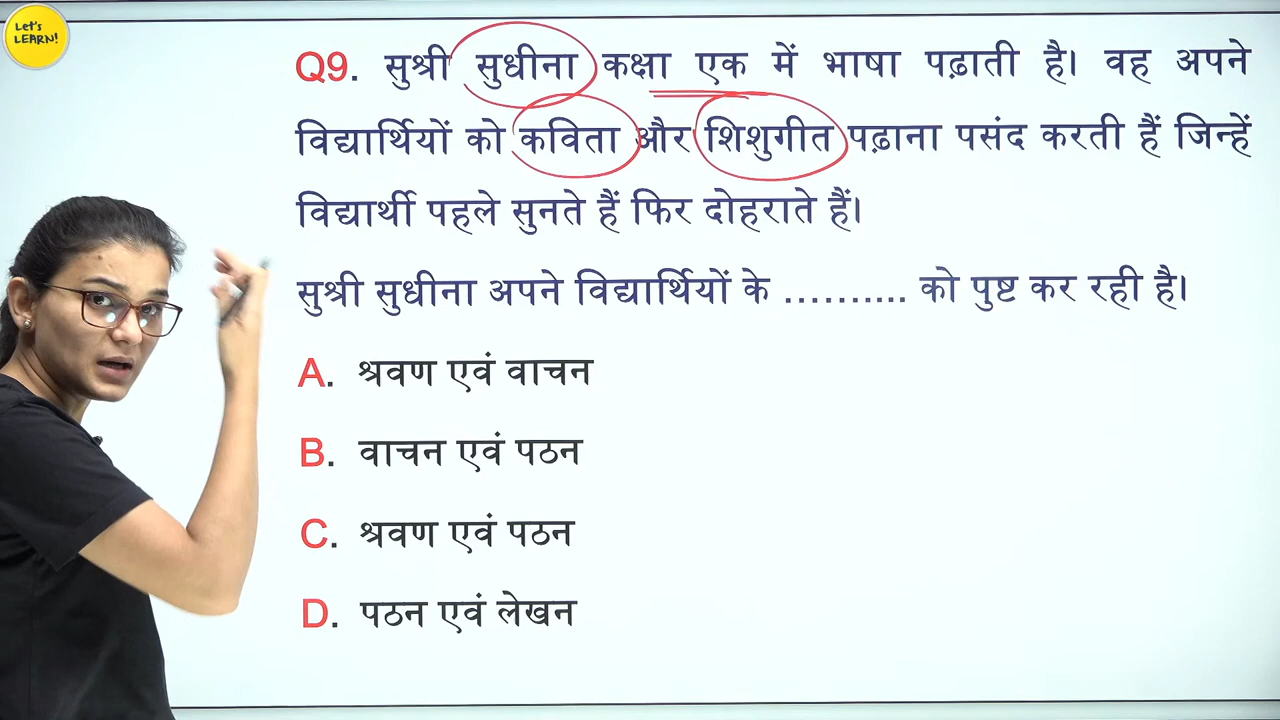 Let's
LEARN!
Q9. सुश्री सुधीना कक्षा एक में भाषा पढ़ाती है। वह अपने
विद्यार्थियों को कविता और शिशुगीत पढ़ाना पसंद करती हैं जिन्हें
विद्यार्थी पहले सुनते हैं फिर दोहराते हैं।
सुश्री सुधीना अपने विद्यार्थियों के .......... को पुष्ट कर रही है।
A. श्रवण एवं वाचन
B. वाचन एवं पठन
C. श्रवण एवं पठन
D. पठन एवं लेखन